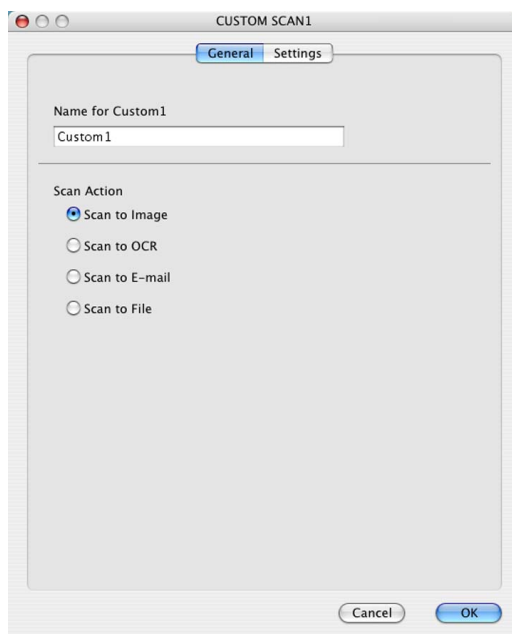 CUSTOM SCAN1
General Settings
Name for Custom1
Custom1
Scan Action
Scan to Image
Scan to OCR
Scan to E-mail
Scan to File
Cancel OK